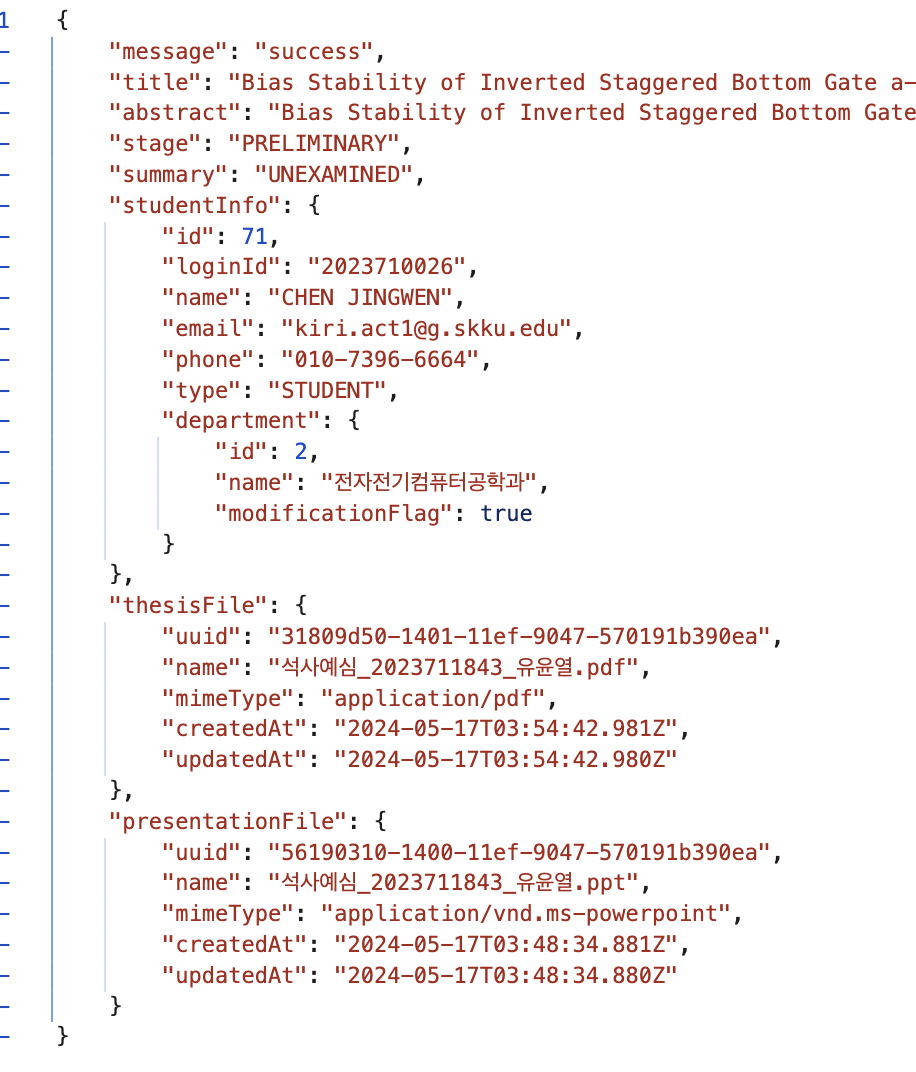 1 {
"message": "success",
"title": "Bias Stability of Inverted Staggered Bottom Gate a-
"abstract": "Bias Stability of Inverted Staggered Bottom Gate
"stage": "PRELIMINARY",
"summary": "UNEXAMINED",
"studentInfo": {
"id": 71,
"loginId": "2023710026",
"name": "CHEN JINGWEN",
"email": "kiri.act1@g.skku.edu",
"phone": "010-7396-6664",
"type": "STUDENT",
"department": {
"id": 2,
"name": "전자전기컴퓨터공학과",
"modificationFlag": true
}
},
"thesisFile": {
"uuid": "31809d50-1401-11ef-9047-570191b390ea",
"name": "석사예심_2023711843_유윤열.pdf",
"mimeType": "application/pdf",
"createdAt": "2024-05-17T03:54:42.981Z",
"updatedAt": "2024-05-17T03:54:42.980Z"
},
"presentationFile": {
"uuid": "56190310-1400-11ef-9047-570191b390ea",
"name": "석사예심_2023711843_유윤열.ppt",
"mimeType": "application/vnd.ms-powerpoint",
"createdAt": "2024-05-17T03:48:34.881Z",
"updatedAt": "2024-05-17T03:48:34.880Z"
}
}